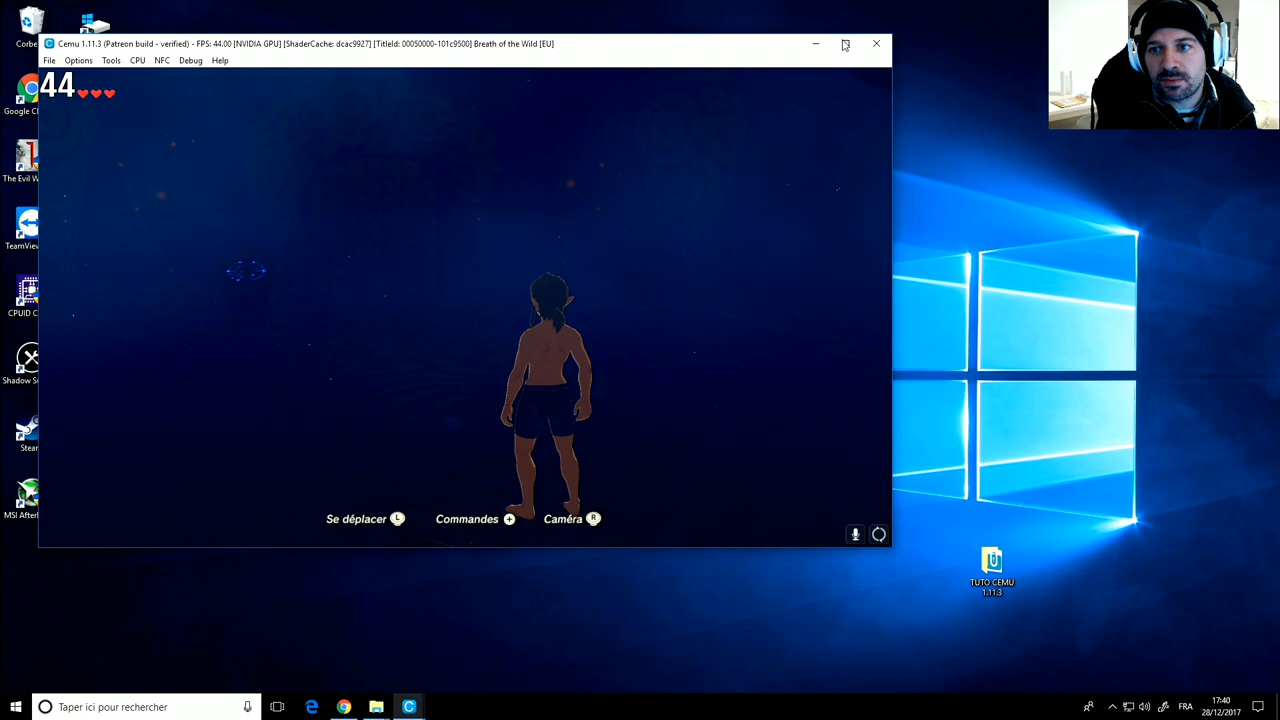 Cemu 1.11.3 (Patreon build - verified) - FPS: 44.00 [NVIDIA GPU] [ShaderCache: dcac9927] [TitleId: 00050000-101c9500] Breath of the Wild [EU]
File Options Tools CPU NFC Debug Help
44
Corbe
Google C
The Evil W
TeamView
CPUID C
Shadow S
Steam
MSI Afterl
Se déplacer L Commandes + Caméra R
TUTO CEMU
1.11.3
Taper ici pour rechercher
FRA
17:40
28/12/2017